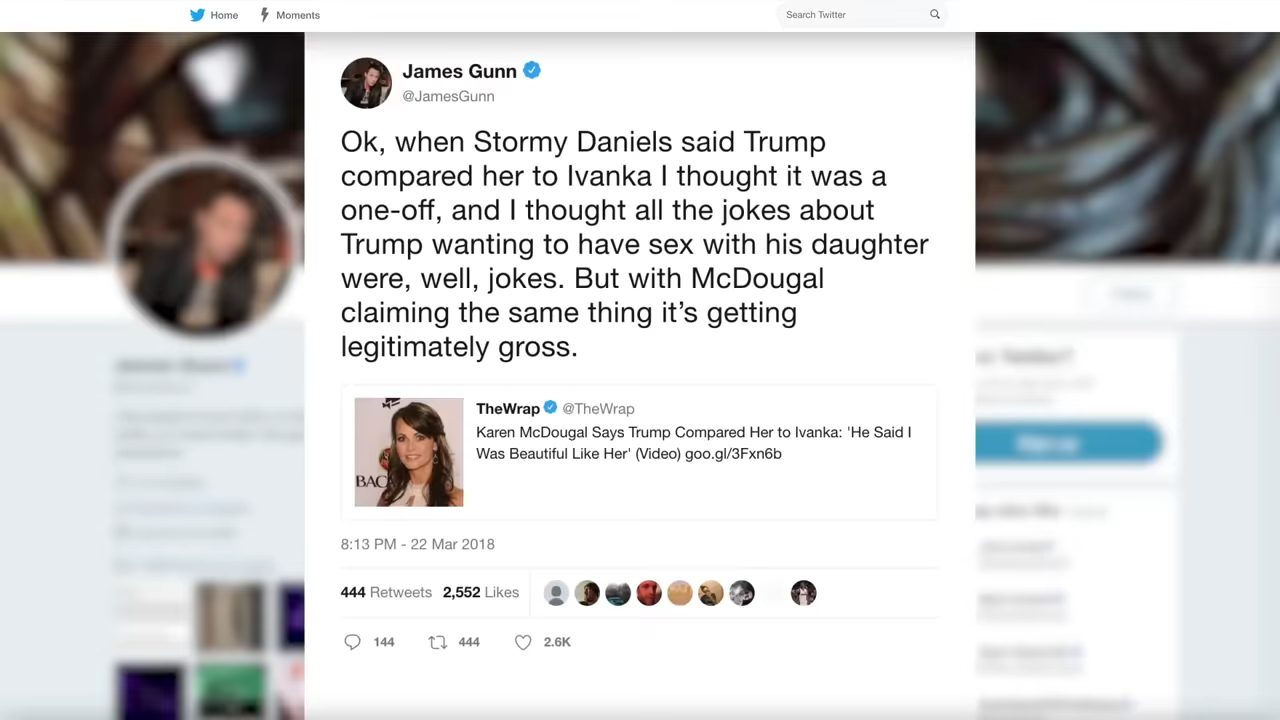 Home
Moments
Search Twitter
James Gunn
@JamesGunn
Ok, when Stormy Daniels said Trump
compared her to Ivanka I thought it was a
one-off, and I thought all the jokes about
Trump wanting to have sex with his daughter
were, well, jokes. But with McDougal
claiming the same thing it’s getting
legitimately gross.
TheWrap @TheWrap
Karen McDougal Says Trump Compared Her to Ivanka: 'He Said I
Was Beautiful Like Her' (Video) goo.gl/3Fxn6b
BAC
8:13 PM - 22 Mar 2018
444 Retweets 2,552 Likes
144 444 2.6K